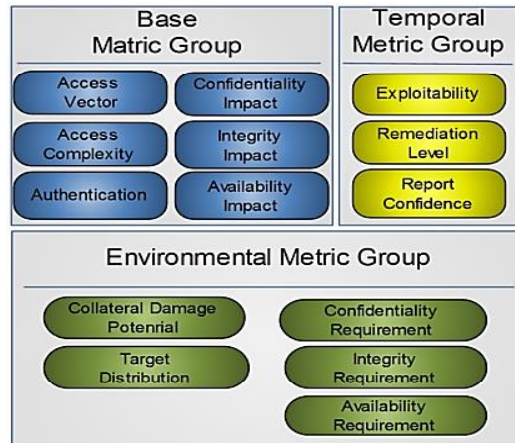 Base
Matric Group
Access
Vector
Confidentiality
Impact
Access
Complexity
Integrity
Impact
Authentication
Availability
Impact
Temporal
Metric Group
Exploitability
Remediation
Level
Report
Confidence
Environmental Metric Group
Collateral Damage
Potenrial
Confidentiality
Requirement
Target
Distribution
Integrity
Requirement
Availability
Requirement